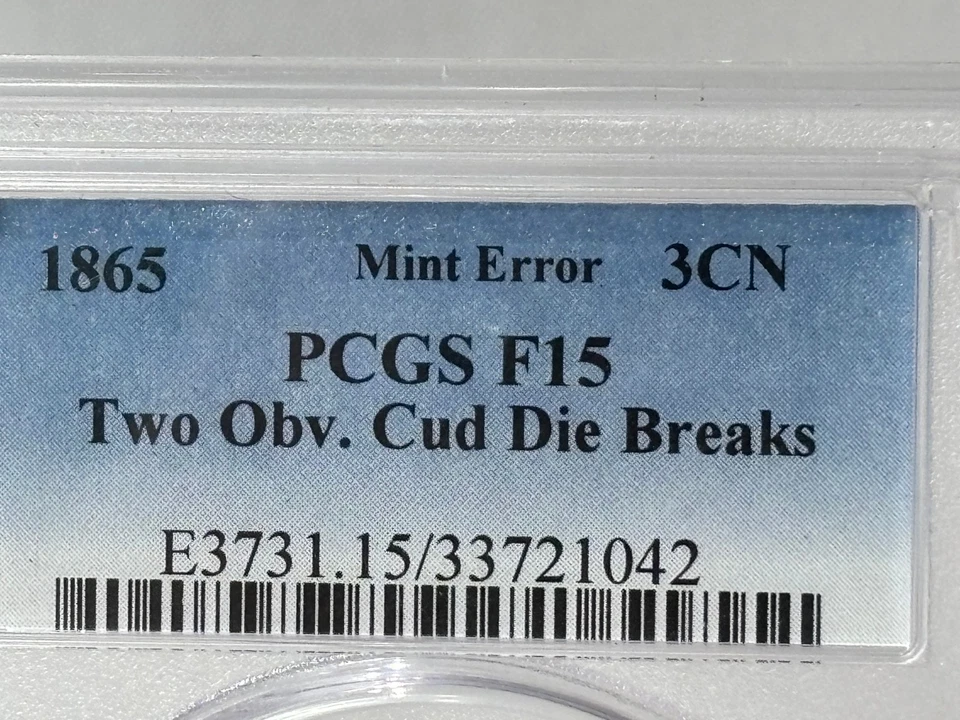 1865 Mint Error 3CN
PCGS F15
Two Obv. Cud Die Breaks
E3731.15/33721042